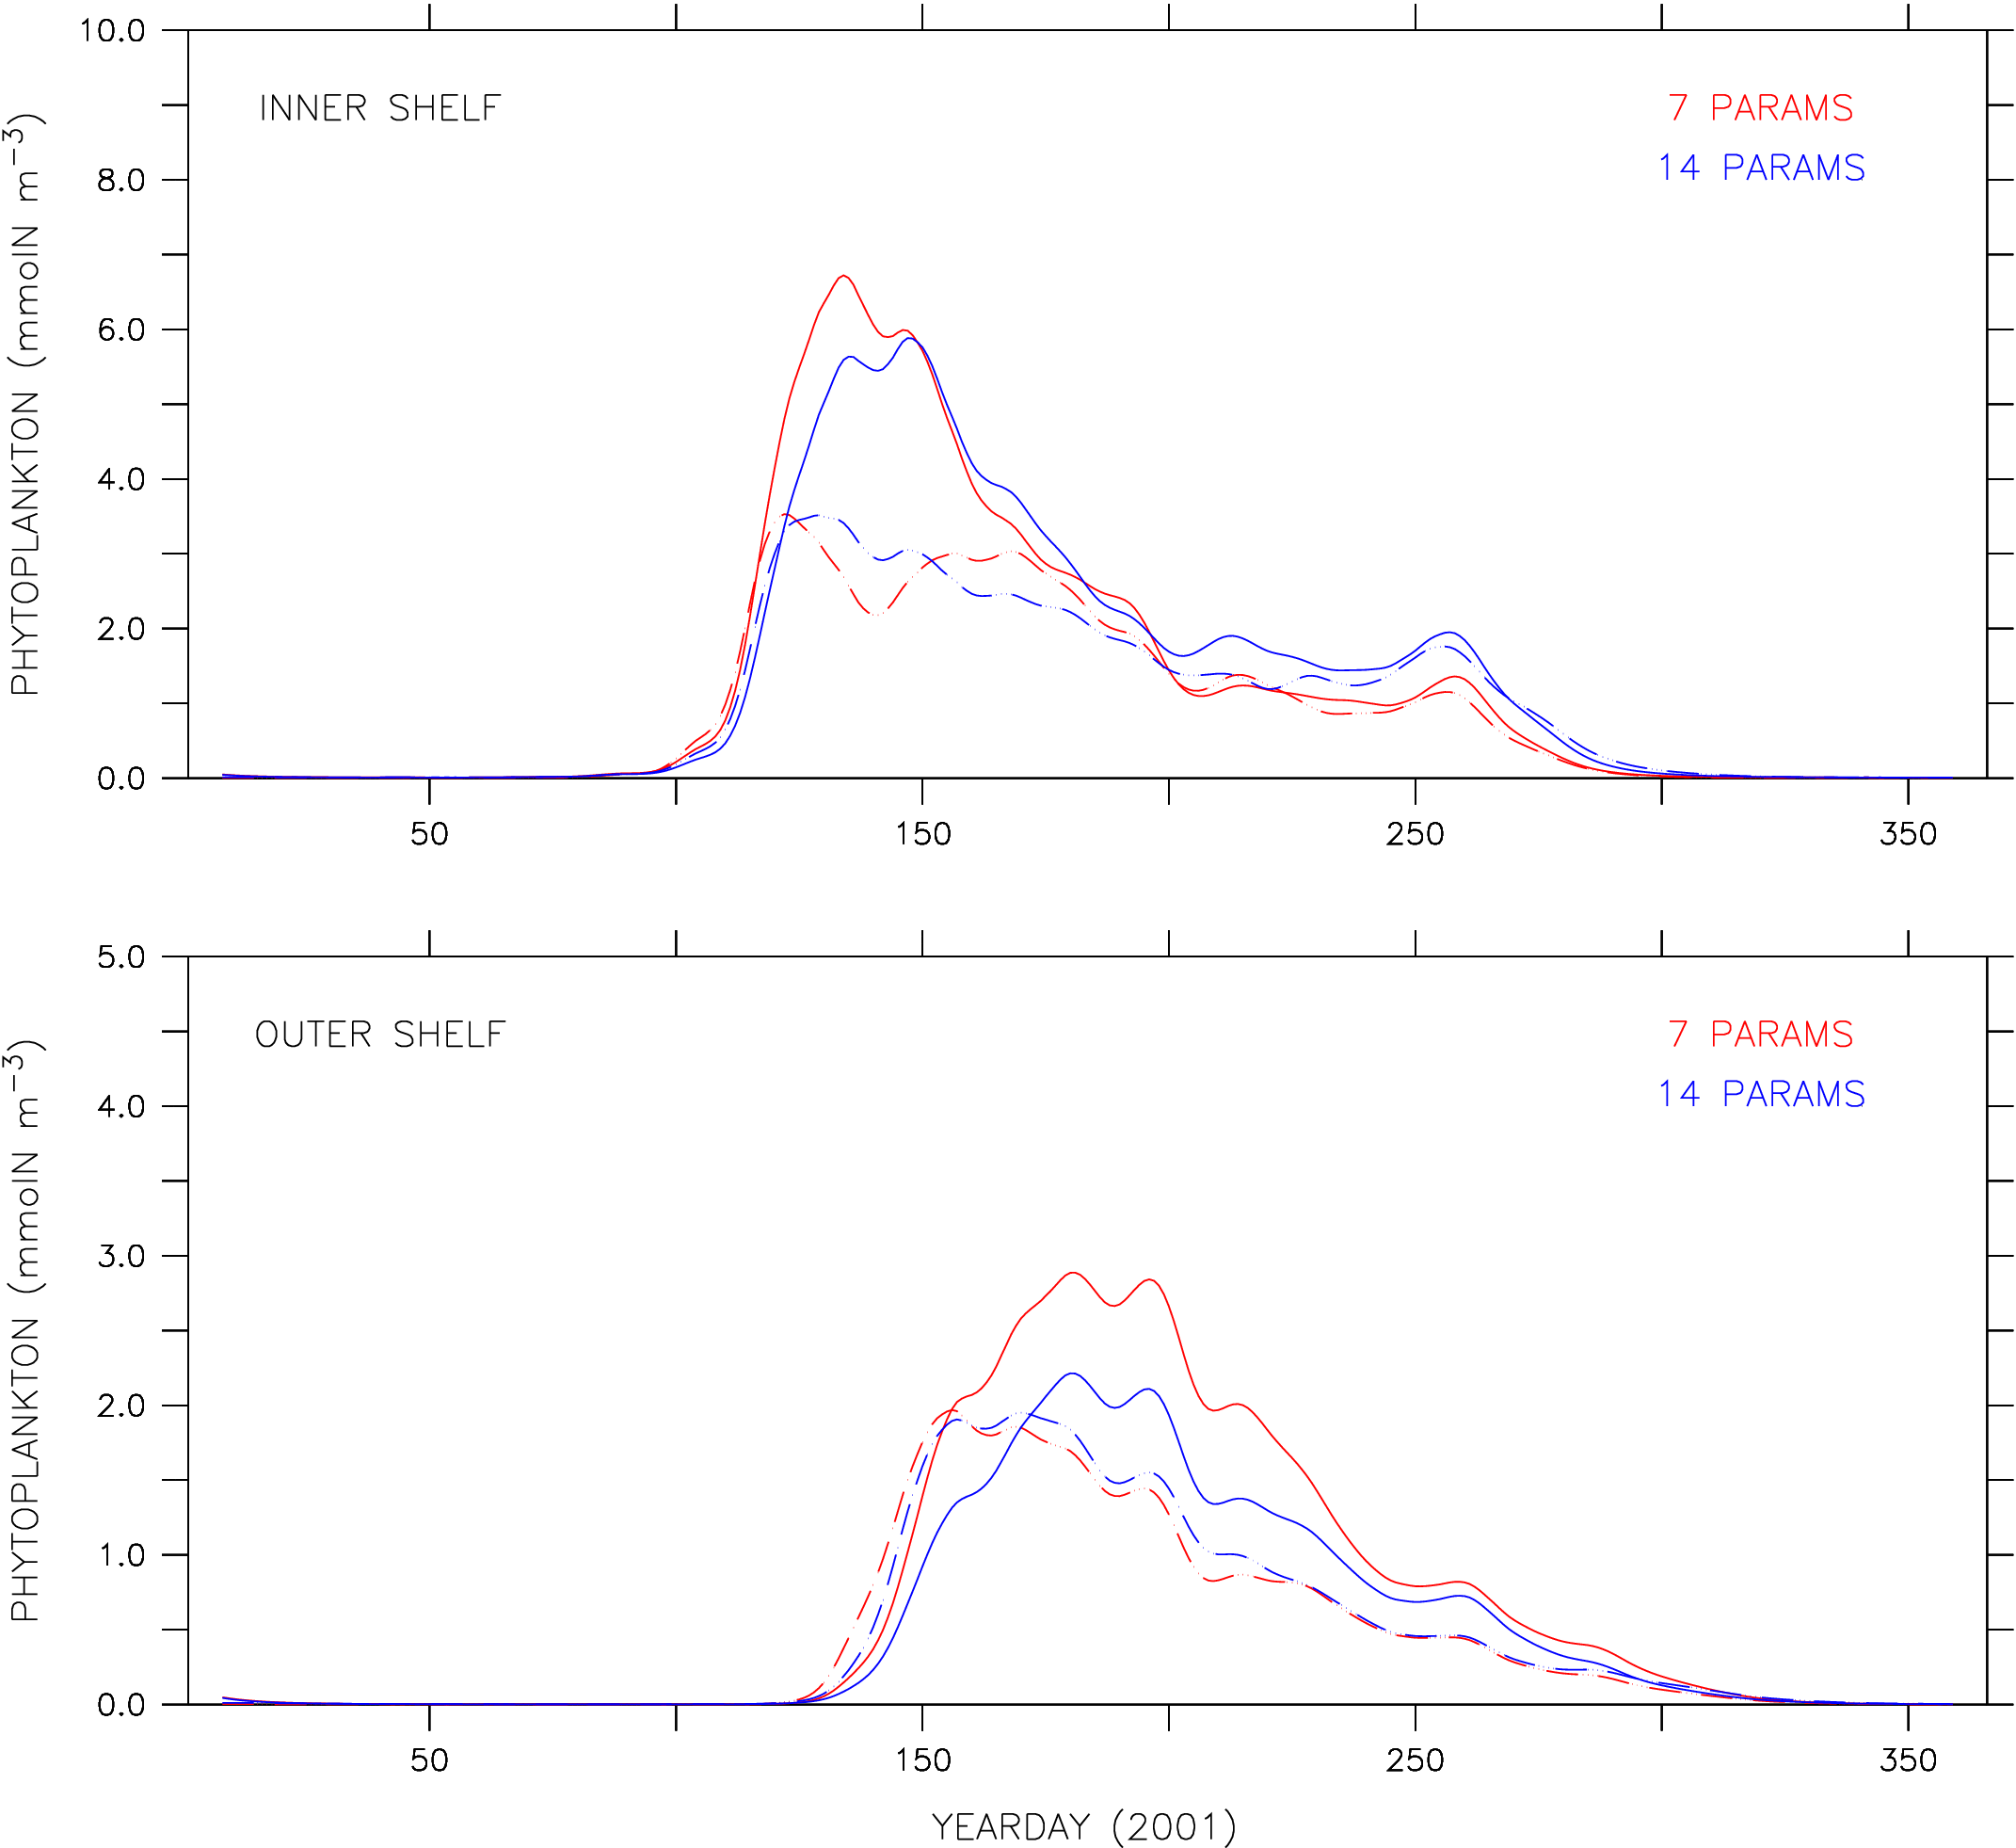 10.0
8.0
6.0
4.0
2.0
0.0
PHYTOPLANKTON (mmolN m⁻³)
INNER SHELF
7 PARAMS
14 PARAMS
50 150 250 350
5.0
4.0
3.0
2.0
1.0
0.0
PHYTOPLANKTON (mmolN m⁻³)
OUTER SHELF
7 PARAMS
14 PARAMS
50 150 250 350
YEARDAY (2001)